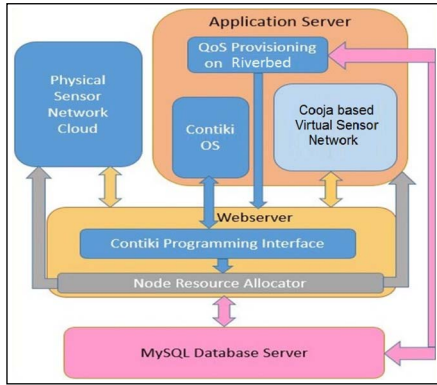 Application Server
QoS Provisioning
on Riverbed
Physical
Sensor
Network
Cloud
Contiki
OS
Cooja based
Virtual Sensor
Network
Webserver
Contiki Programming Interface
Node Resource Allocator
MySQL Database Server